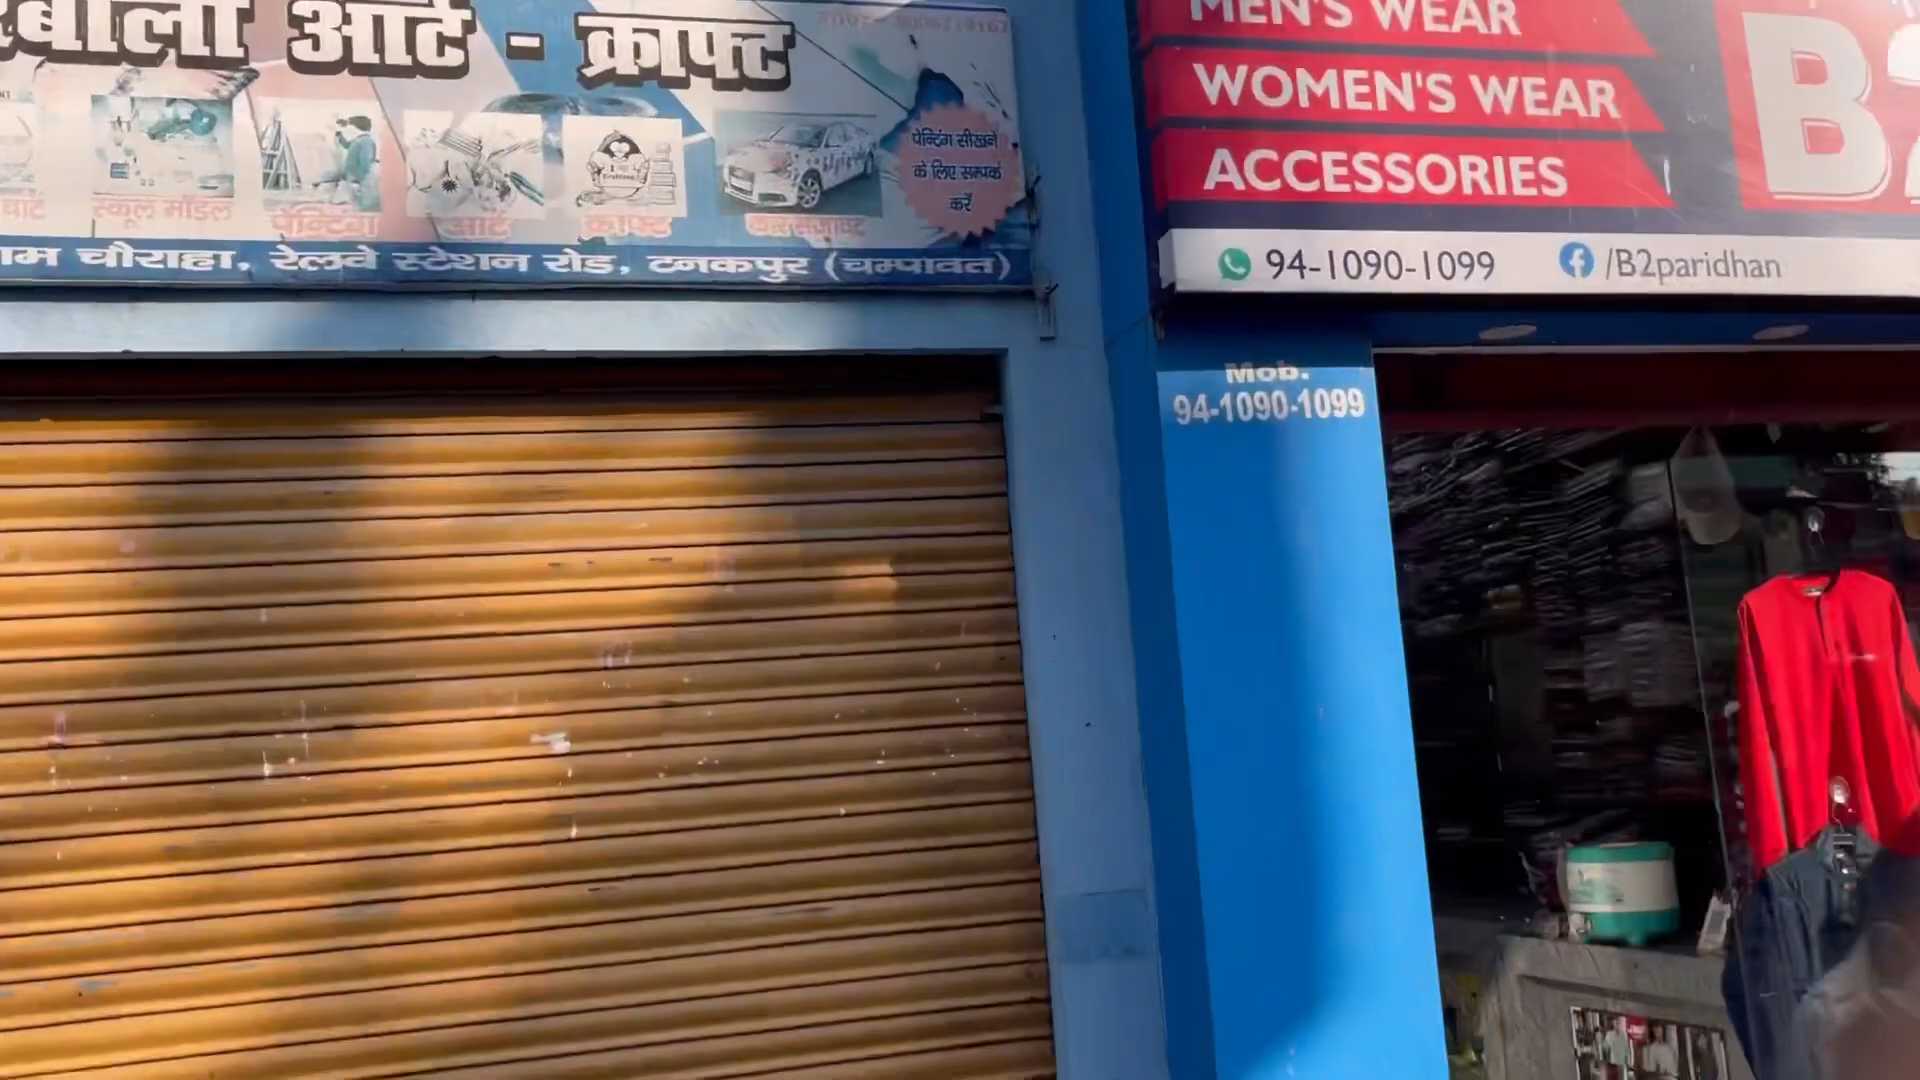 आर्ट - क्राफ्ट
स्कूल मॉडल
पेन्टिंग
आर्ट
क्राफ्ट
पेन्टिंग सीखने
के लिए सम्पर्क
करें
चौराहा, रेलवे स्टेशन रोड, टनकपुर (चम्पावत)
MEN'S WEAR
WOMEN'S WEAR
ACCESSORIES
94-1090-1099 /B2paridhan
Mob.
94-1090-1099